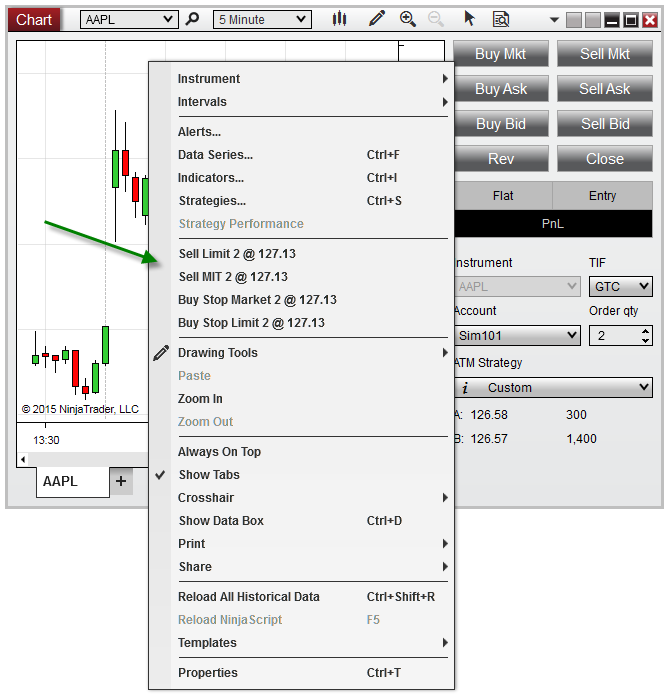 Chart
AAPL
5 Minute
Buy Mkt
Sell Mkt
Buy Ask
Sell Ask
Buy Bid
Sell Bid
Rev
Close
Flat
Entry
PnL
Instrument
TIF
AAPL
GTC
Account
Order qty
Sim101
2
ATM Strategy
i Custom
A: 126.58 300
B: 126.57 1,400
Instrument
Intervals
Alerts...
Data Series... Ctrl+F
Indicators... Ctrl+I
Strategies... Ctrl+S
Strategy Performance
Sell Limit 2 @ 127.13
Sell MIT 2 @ 127.13
Buy Stop Market 2 @ 127.13
Buy Stop Limit 2 @ 127.13
Drawing Tools
Paste
Zoom In
Zoom Out
Always On Top
Show Tabs
Crosshair
Show Data Box Ctrl+D
Print
Share
Reload All Historical Data Ctrl+Shift+R
Reload NinjaScript F5
Templates
Properties Ctrl+T
© 2015 NinjaTrader, LLC
13:30
AAPL +